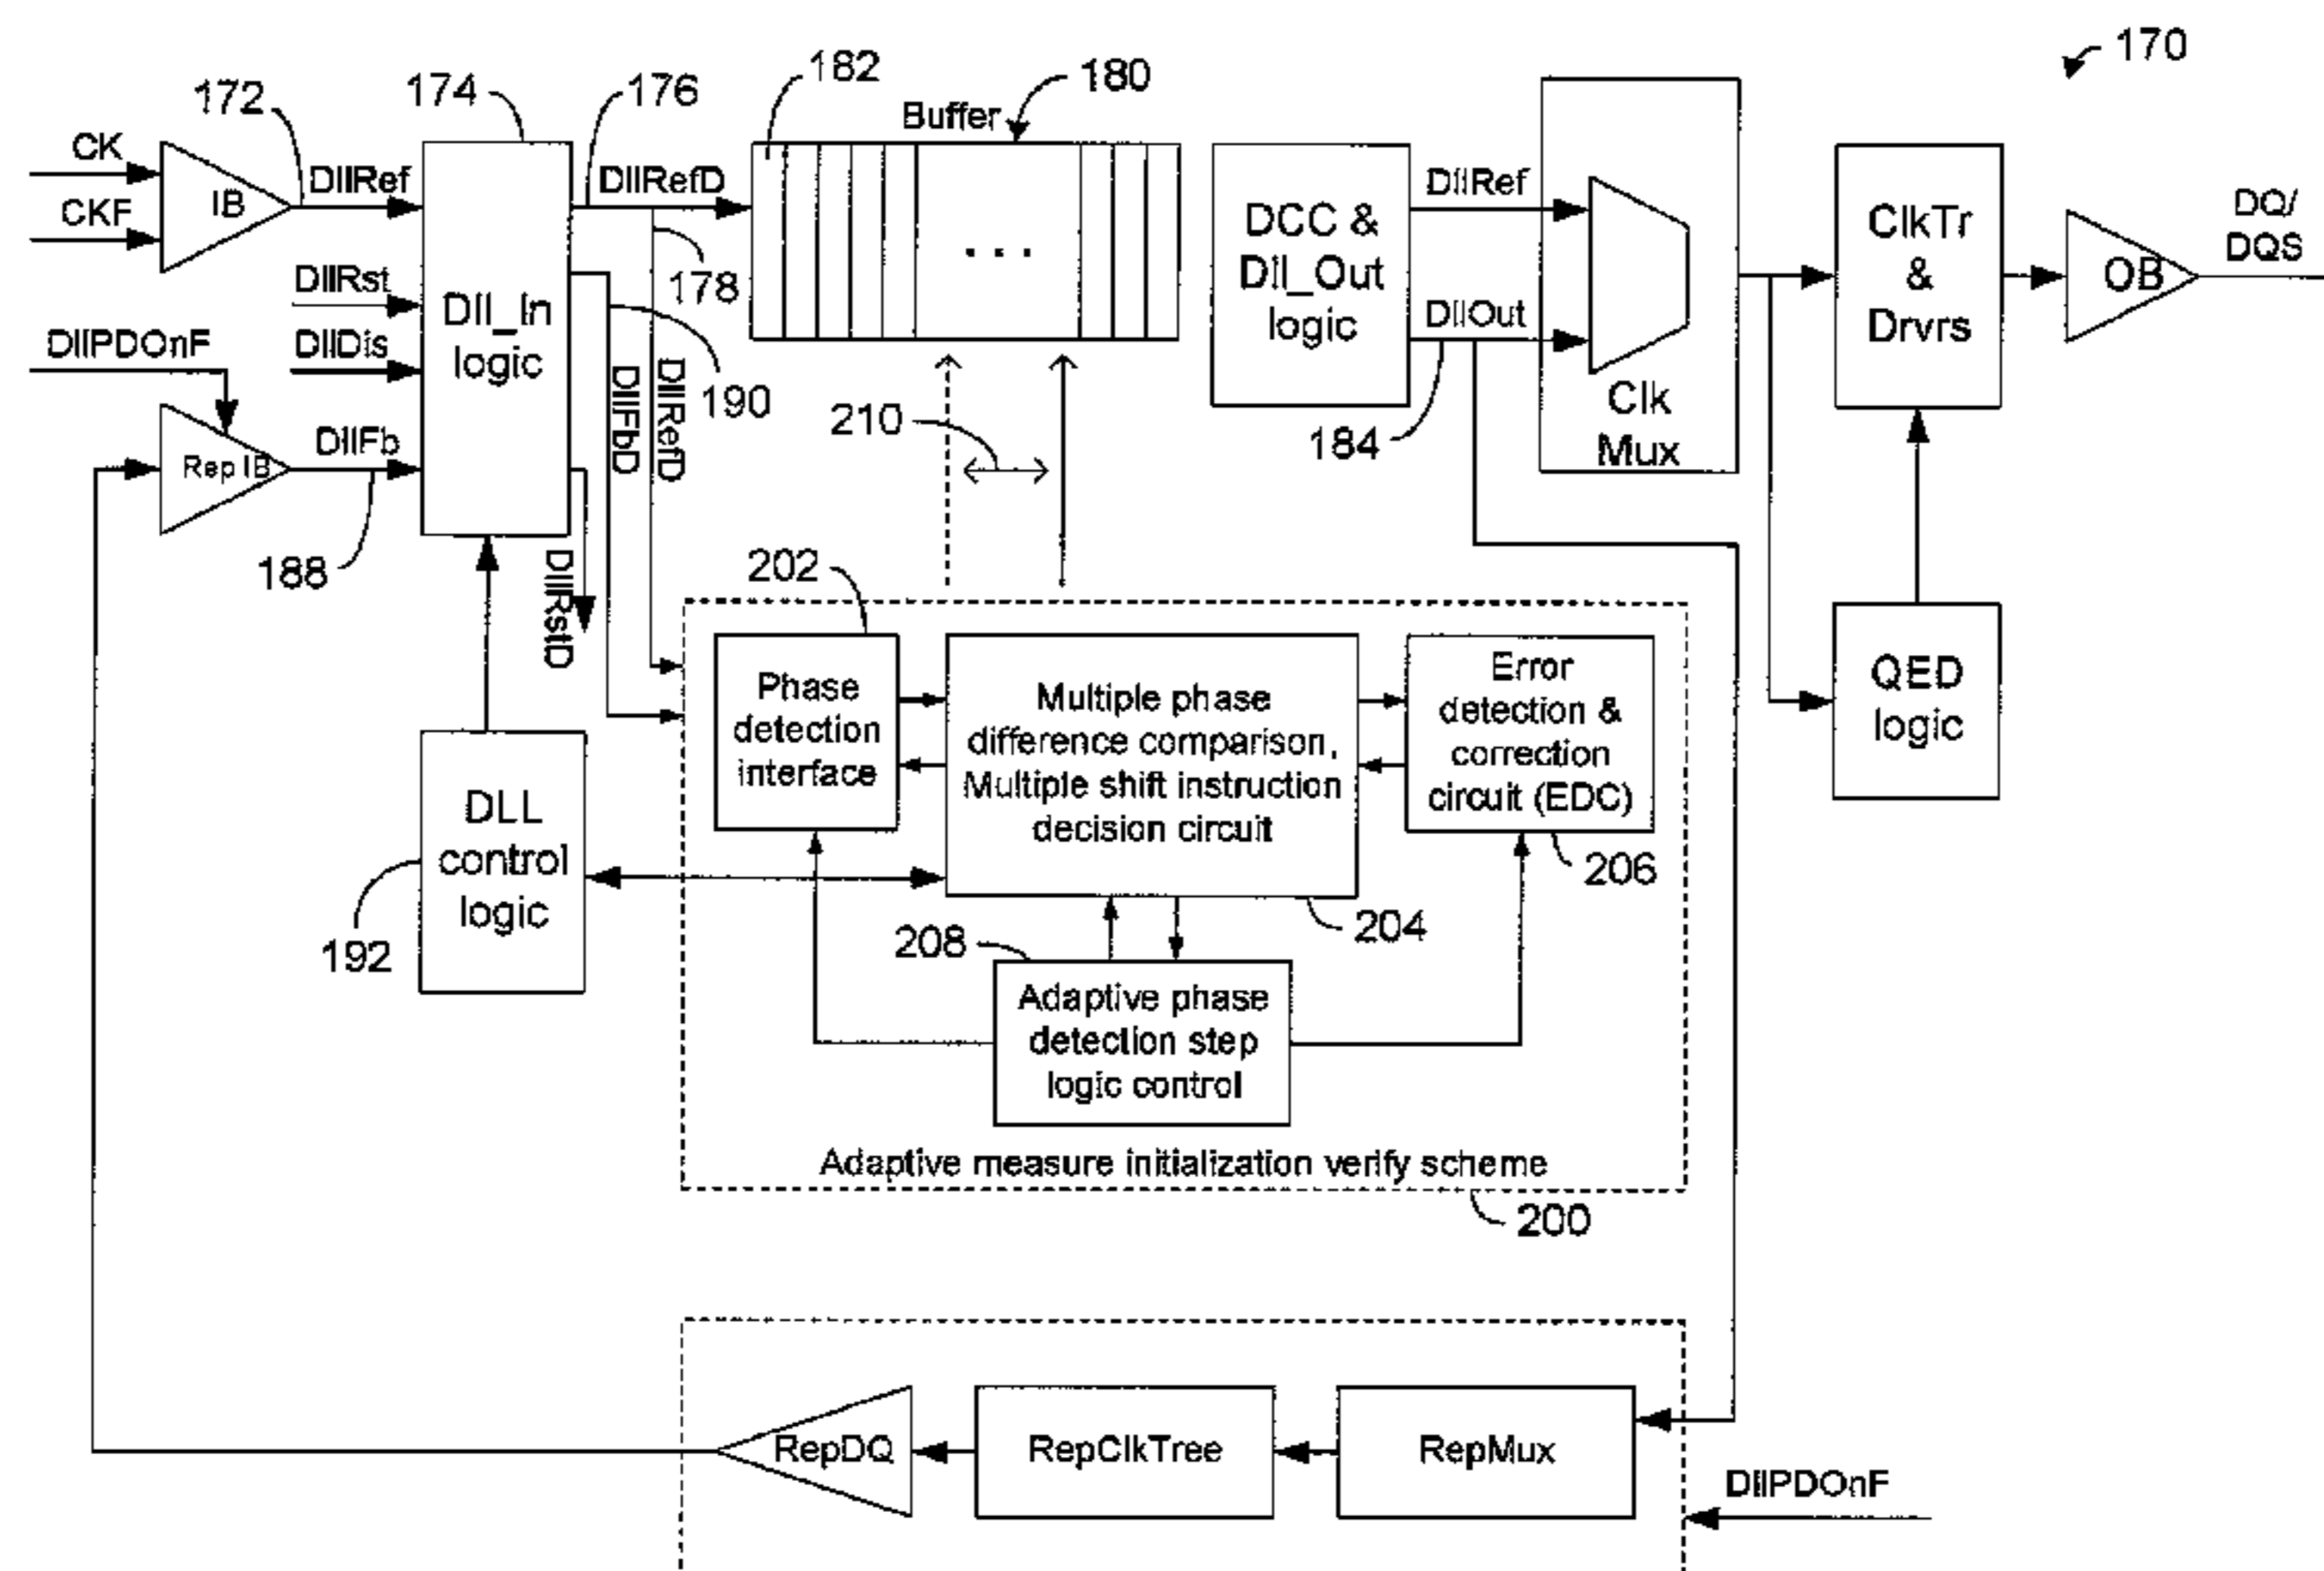 170
182
180
174
176
172
Buffer
CK
DllRef
DllRefD
DllRef
IB
CKF
DCC &
Dll_Out
logic
ClkTr
&
Drvrs
DQ/
DQS
OB
DllRst
178
Dll_In
logic
DllOut
DllPDOnF
DllDis
190
Clk
Mux
210
184
DllFbD
DllRefD
DllFb
Rep IB
188
DllRstD
202
Phase
detection
interface
Multiple phase
difference comparison,
Multiple shift instruction
decision circuit
Error
detection &
correction
circuit (EDC)
QED
logic
DLL
control
logic
206
204
192
208
Adaptive phase
detection step
logic control
Adaptive measure initialization verify scheme
200
RepDQ
RepClkTree
RepMux
DllPDOnF